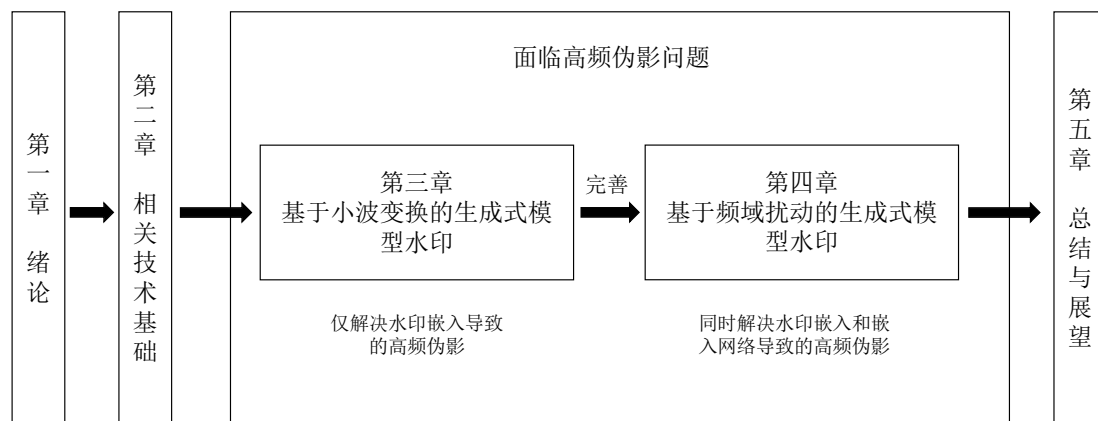 第一章 绪论
第二章 相关技术基础
面临高频伪影问题
第三章
基于小波变换的生成式模
型水印
完善
第四章
基于频域扰动的生成式模
型水印
仅解决水印嵌入导致
的高频伪影
同时解决水印嵌入和嵌
入网络导致的高频伪影
第五章 总结与展望